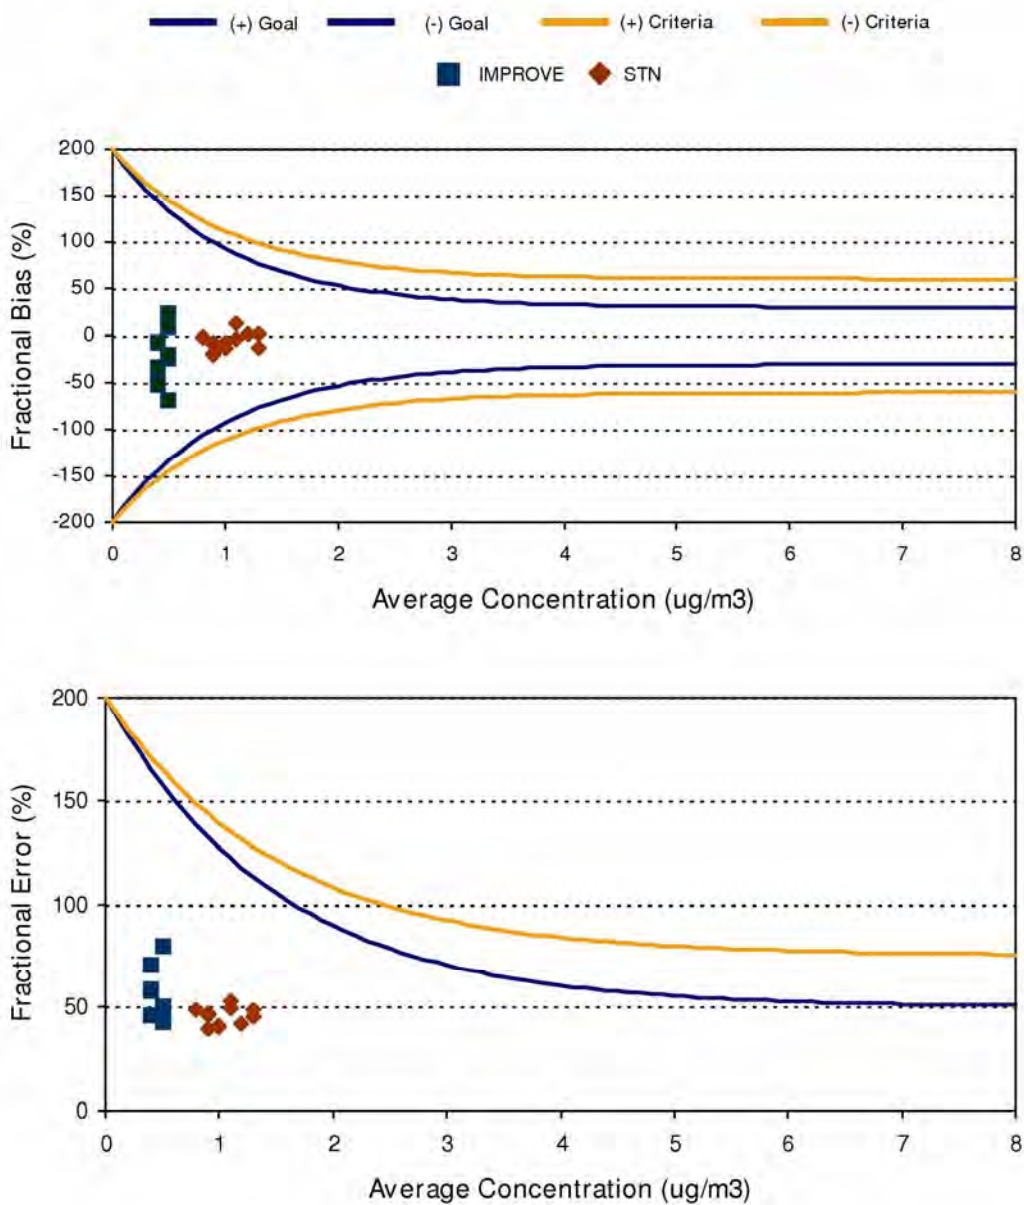 (+) Goal (-) Goal (+) Criteria (-) Criteria
IMPROVE STN
200
150
100
50
0
-50
-100
-150
-200
Fractional Bias (%)
0 1 2 3 4 5 6 7 8
Average Concentration (ug/m3)
200
150
100
50
0
Fractional Error (%)
0 1 2 3 4 5 6 7 8
Average Concentration (ug/m3)